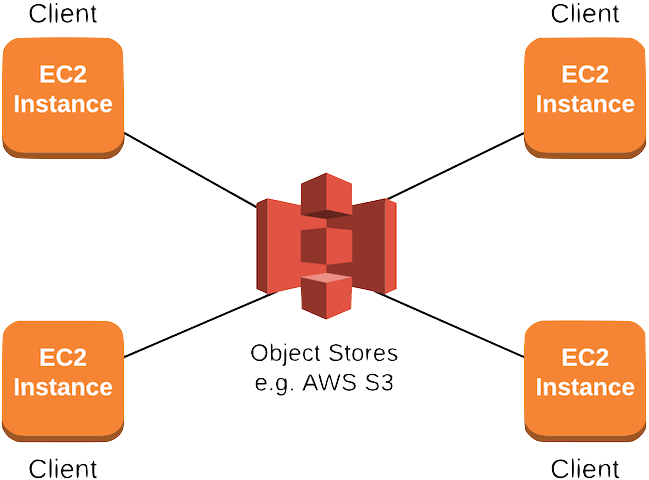 Client
Client
EC2
Instance
EC2
Instance
Object Stores
e.g. AWS S3
EC2
Instance
EC2
Instance
Client
Client